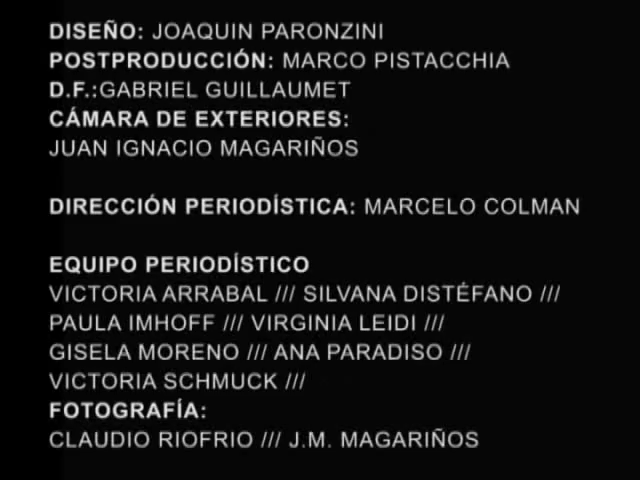 DISEÑO: JOAQUIN PARONZINI
POSTPRODUCCIÓN: MARCO PISTACCHIA
D.F.:GABRIEL GUILLAUMET
CÁMARA DE EXTERIORES:
JUAN IGNACIO MAGARIÑOS
DIRECCIÓN PERIODÍSTICA: MARCELO COLMAN
EQUIPO PERIODÍSTICO
VICTORIA ARRABAL /// SILVANA DISTÉFANO ///
PAULA IMHOFF /// VIRGINIA LEIDI ///
GISELA MORENO /// ANA PARADISO ///
VICTORIA SCHMUCK ///
FOTOGRAFÍA:
CLAUDIO RIOFRIO /// J.M. MAGARIÑOS